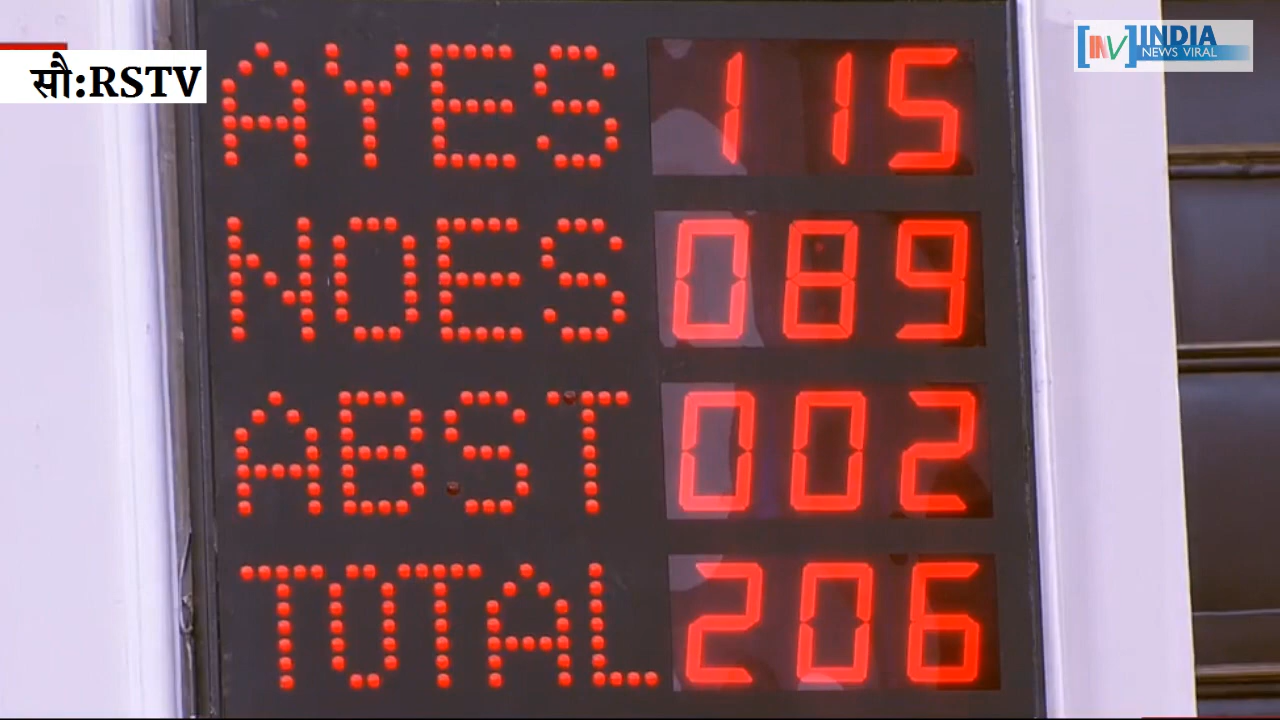 सौ:RSTV
INDIA
NEWS VIRAL
AYES 115
NOES 089
ABST 002
TOTAL 206